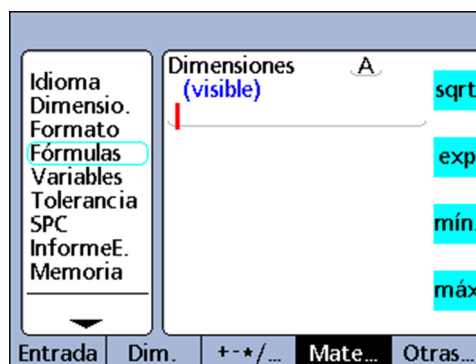 Idioma
Dimensio.
Formato
Fórmulas
Variables
Tolerancia
SPC
InformeE.
Memoria
Dimensiones A
(visible)
sqrt
exp
mín.
máx
Entrada Dim. +-*/... Mate... Otras...